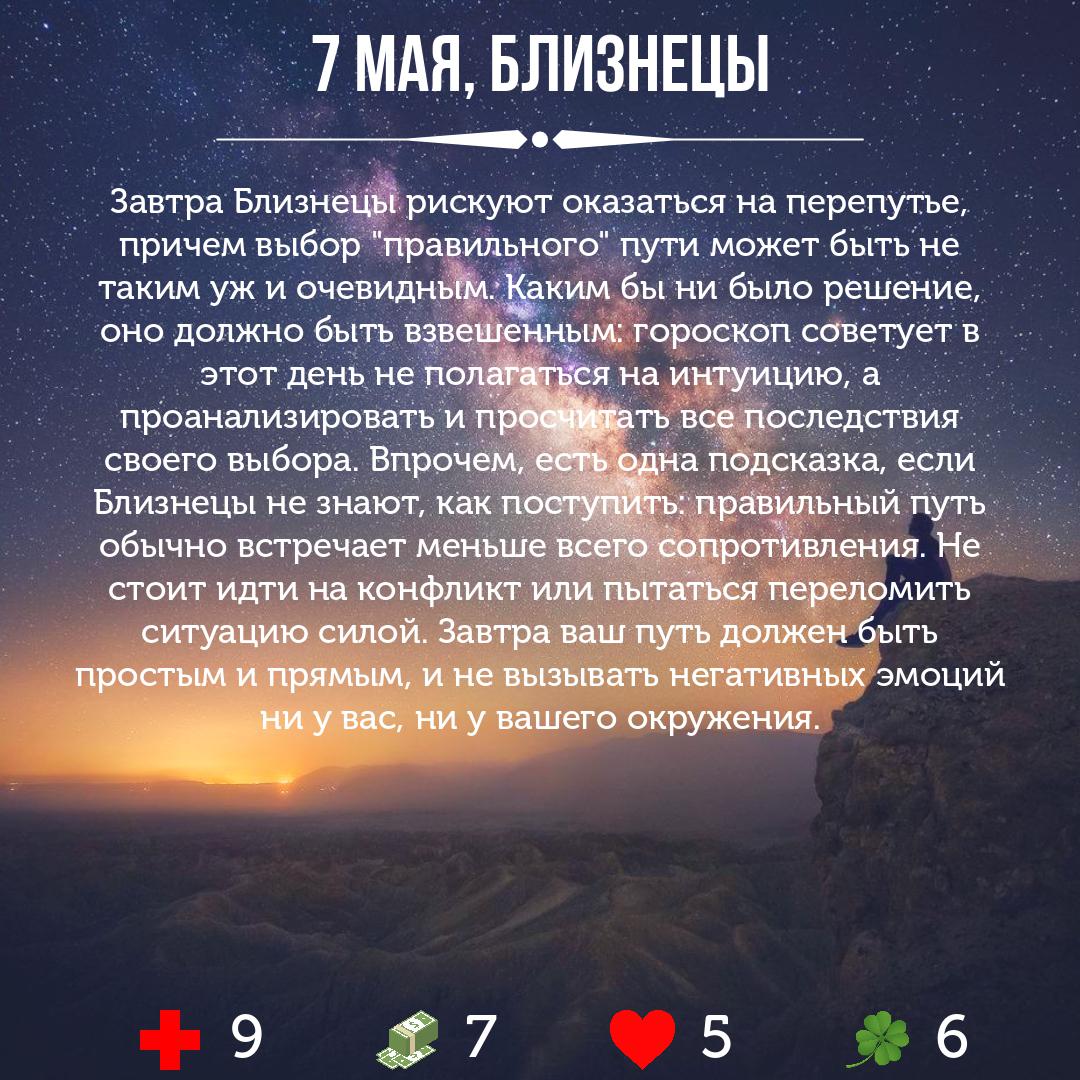 7 МАЯ, БЛИЗНЕЦЫ
Завтра Близнецы рискуют оказаться на перепутье,
причем выбор "правильного" пути может быть не
таким уж и очевидным. Каким бы ни было решение,
оно должно быть взвешенным: гороскоп советует в
этот день не полагаться на интуицию, а
проанализировать и просчитать все последствия
своего выбора. Впрочем, есть одна подсказка, если
Близнецы не знают, как поступить: правильный путь
обычно встречает меньше всего сопротивления. Не
стоит идти на конфликт или пытаться переломить
ситуацию силой. Завтра ваш путь должен быть
простым и прямым, и не вызывать негативных эмоций
ни у вас, ни у вашего окружения.
9 7 5 6